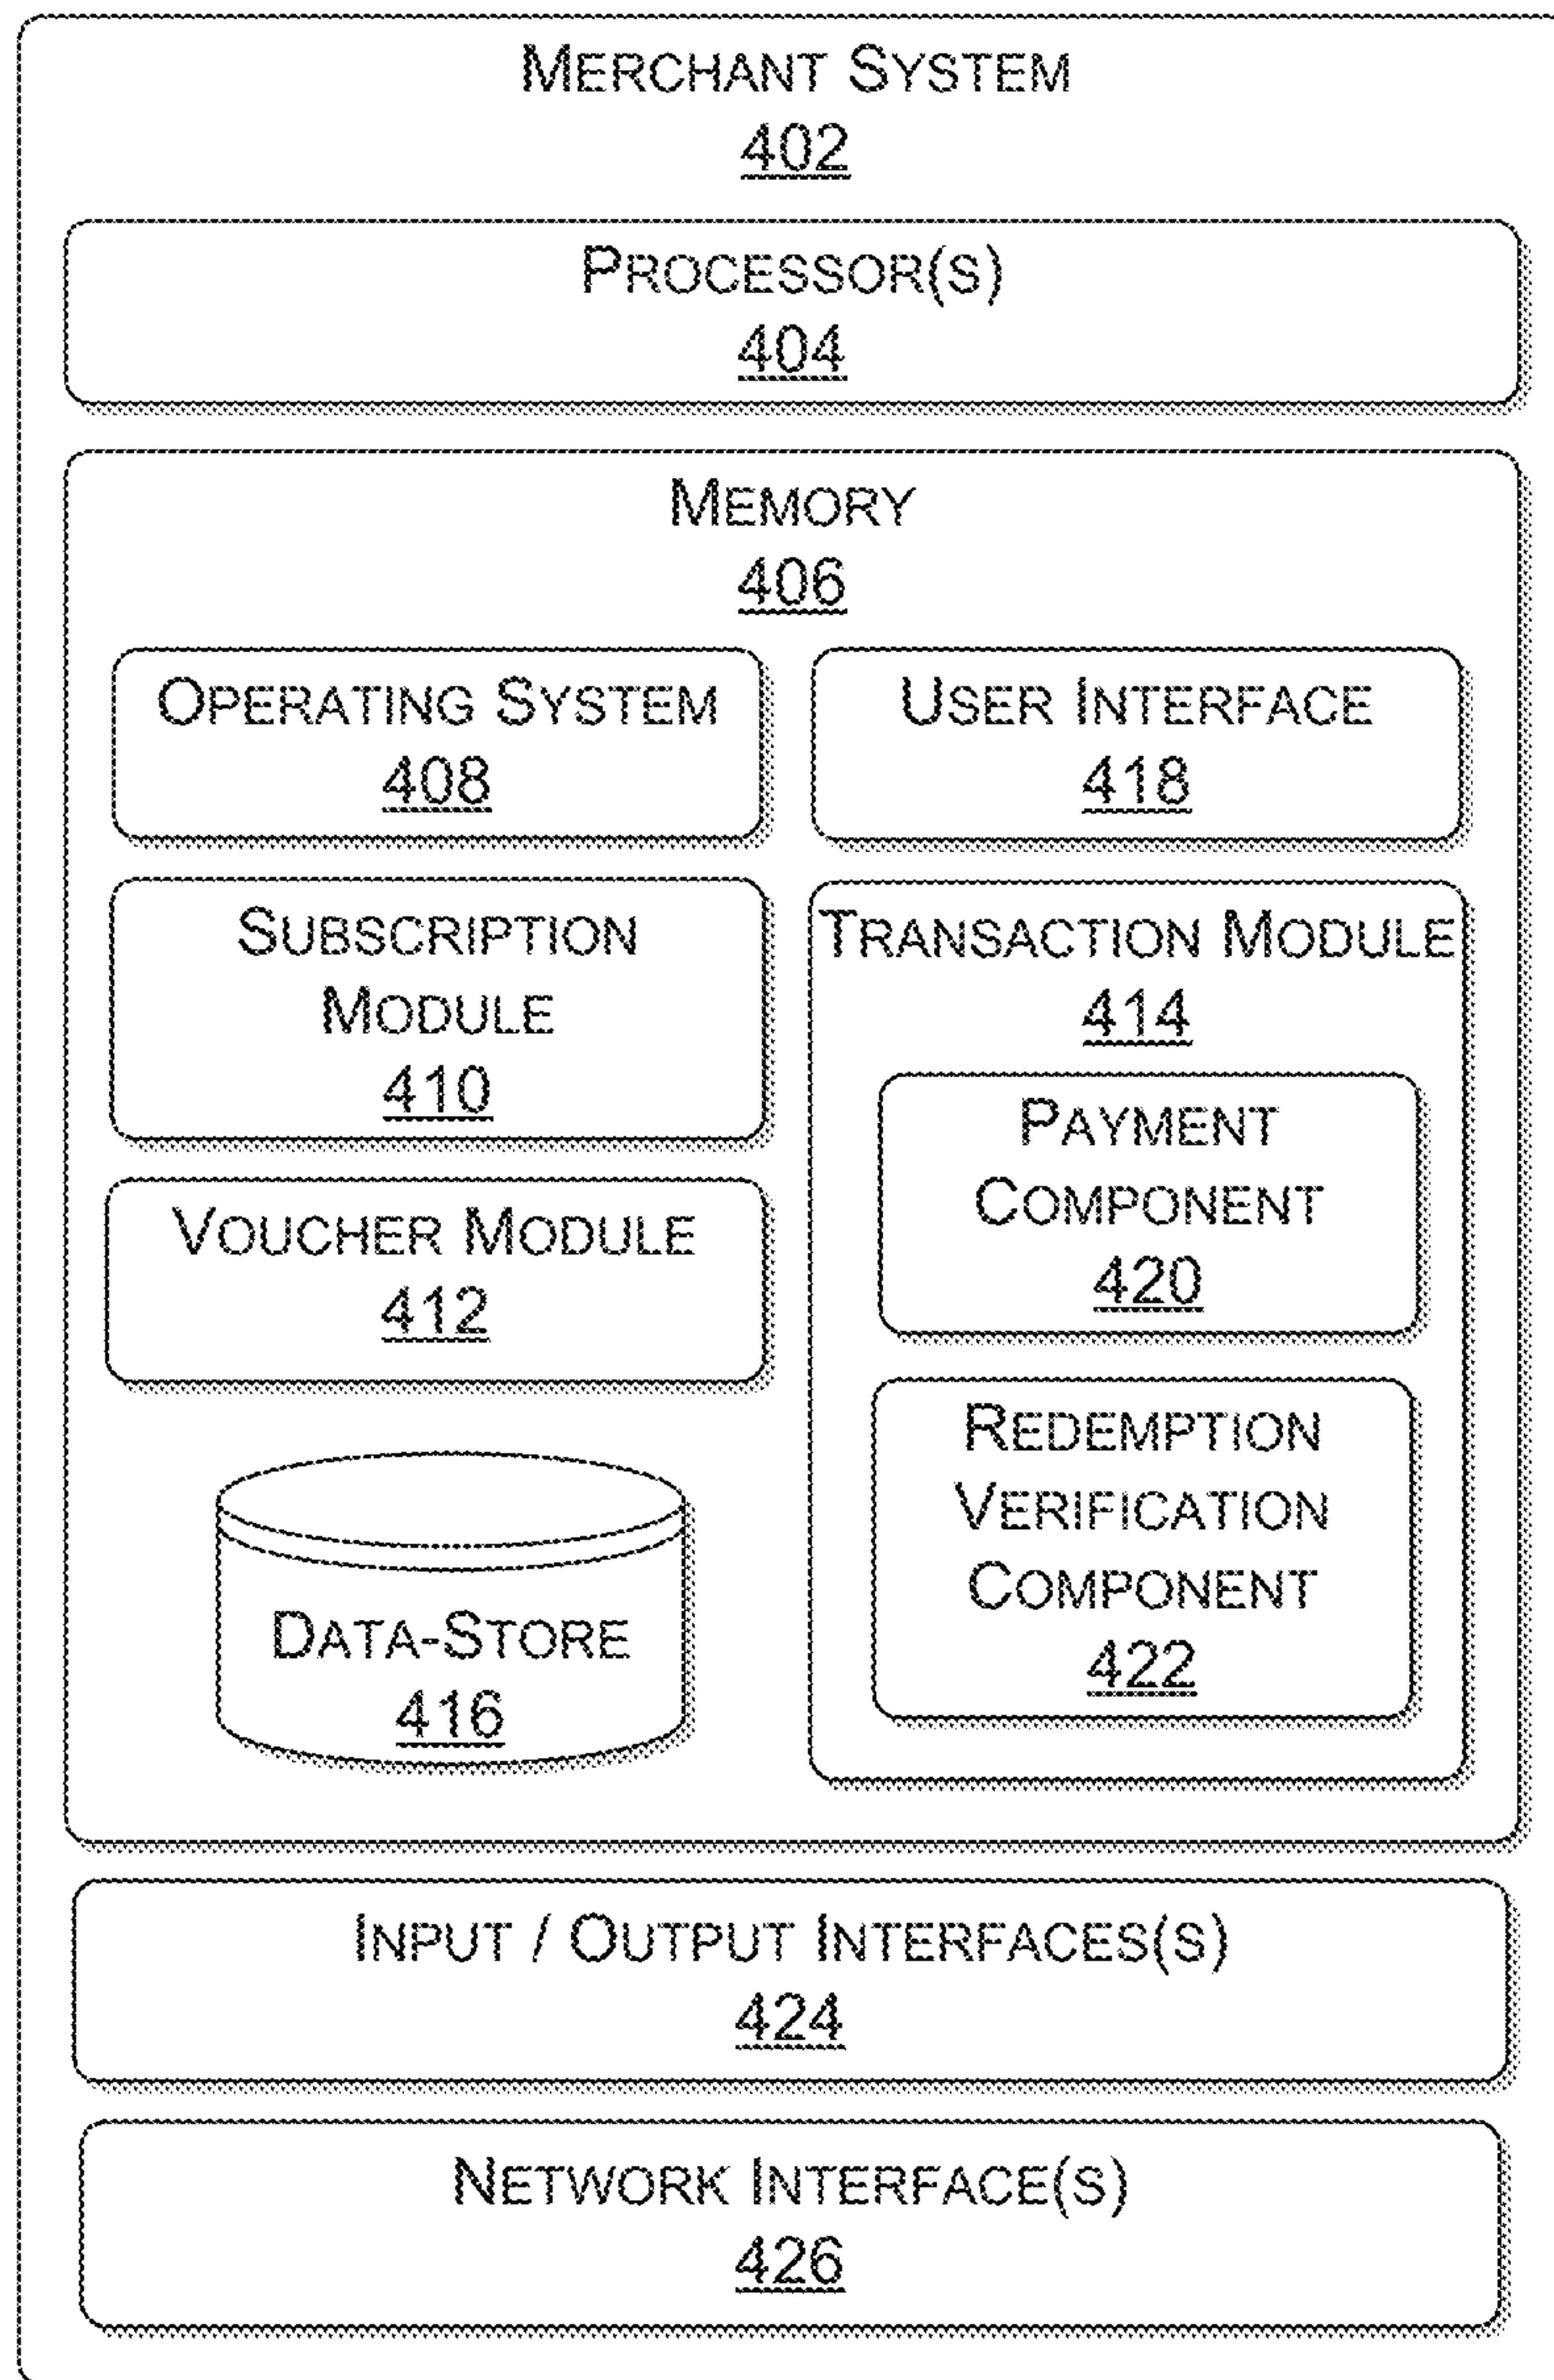 MERCHANT SYSTEM
402
PROCESSOR(S)
404
MEMORY
406
OPERATING SYSTEM
408
SUBSCRIPTION
MODULE
410
VOUCHER MODULE
412
DATA-STORE
416
USER INTERFACE
418
TRANSACTION MODULE
414
PAYMENT
COMPONENT
420
REDEMPTION
VERIFICATION
COMPONENT
422
INPUT / OUTPUT INTERFACES(S)
424
NETWORK INTERFACE(S)
426